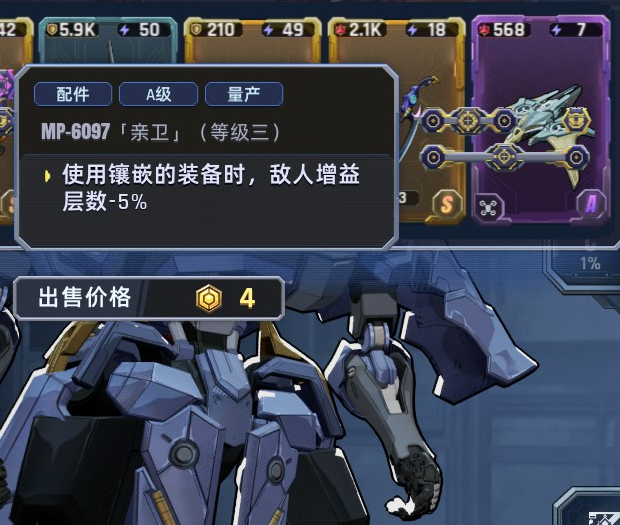 42 5.9K 50 210 49 2.1K 18 568 7
配件 A级 量产
MP-6097「亲卫」（等级三）
使用镶嵌的装备时，敌人增益
层数-5%
3 S A
1%
出售价格 4